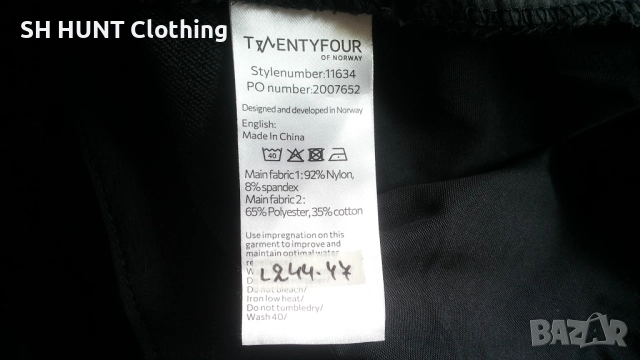 SH HUNT Clothing
TWENTYFOUR
OF NORWAY
Stylenumber:11634
PO number:2007652
Designed and developed in Norway
English:
Made In China
40
Main fabric 1: 92% Nylon,
8% spandex
Main fabric 2:
65% Polyester, 35% cotton
Use impregnation on this
garment to improve and
maintain optimal water
L244-47
Do not bleach/
Iron low heat/
Do not tumbledry/
Wash 40/
BAZAR